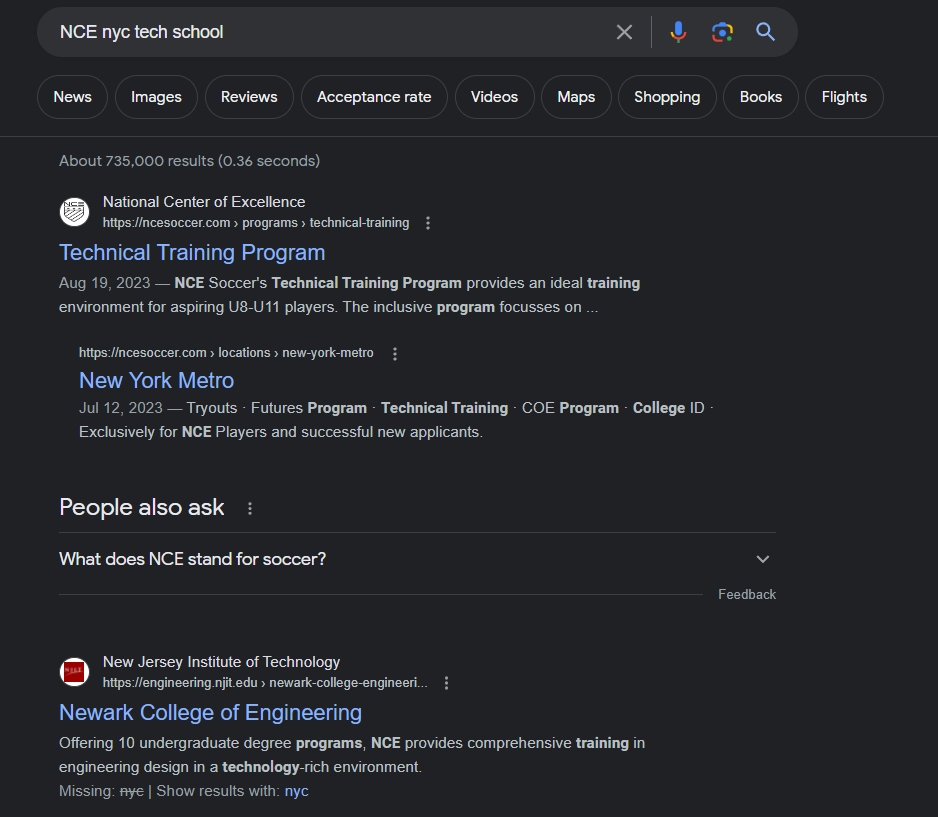 NCE nyc tech school
News Images Reviews Acceptance rate Videos Maps Shopping Books Flights
About 735,000 results (0.36 seconds)
NCE
National Center of Excellence
https://ncesoccer.com › programs › technical-training
Technical Training Program
Aug 19, 2023 — NCE Soccer's Technical Training Program provides an ideal training
environment for aspiring U8-U11 players. The inclusive program focusses on ...
https://ncesoccer.com › locations › new-york-metro
New York Metro
Jul 12, 2023 — Tryouts · Futures Program · Technical Training · COE Program · College ID ·
Exclusively for NCE Players and successful new applicants.
People also ask
What does NCE stand for soccer?
Feedback
New Jersey Institute of Technology
https://engineering.njit.edu › newark-college-engineeri...
Newark College of Engineering
Offering 10 undergraduate degree programs, NCE provides comprehensive training in
engineering design in a technology-rich environment.
Missing: nyc | Show results with: nyc